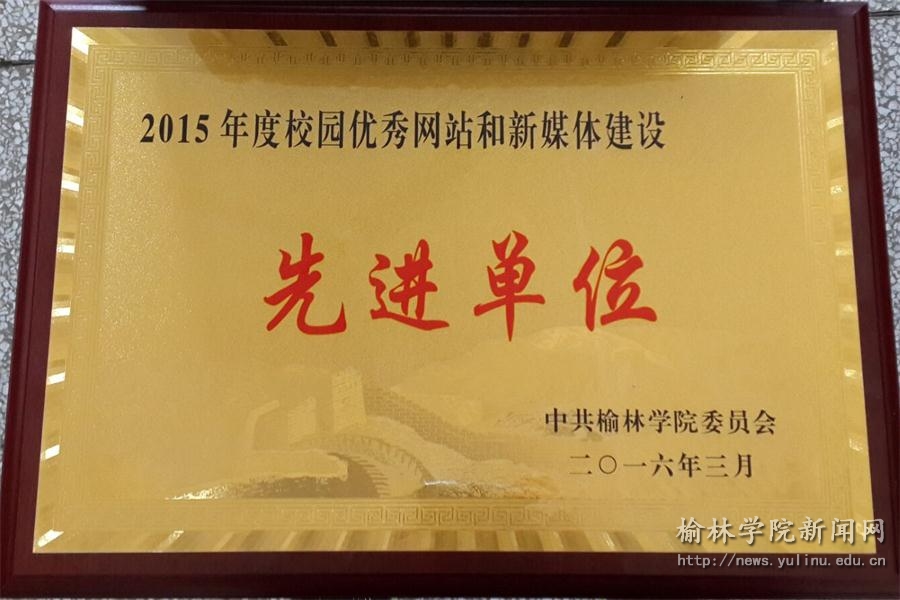 2015年度校园优秀网站和新媒体建设
先进单位
中共榆林学院委员会
二〇一六年三月
榆林学院新闻网
http://news.yulinu.edu.cn